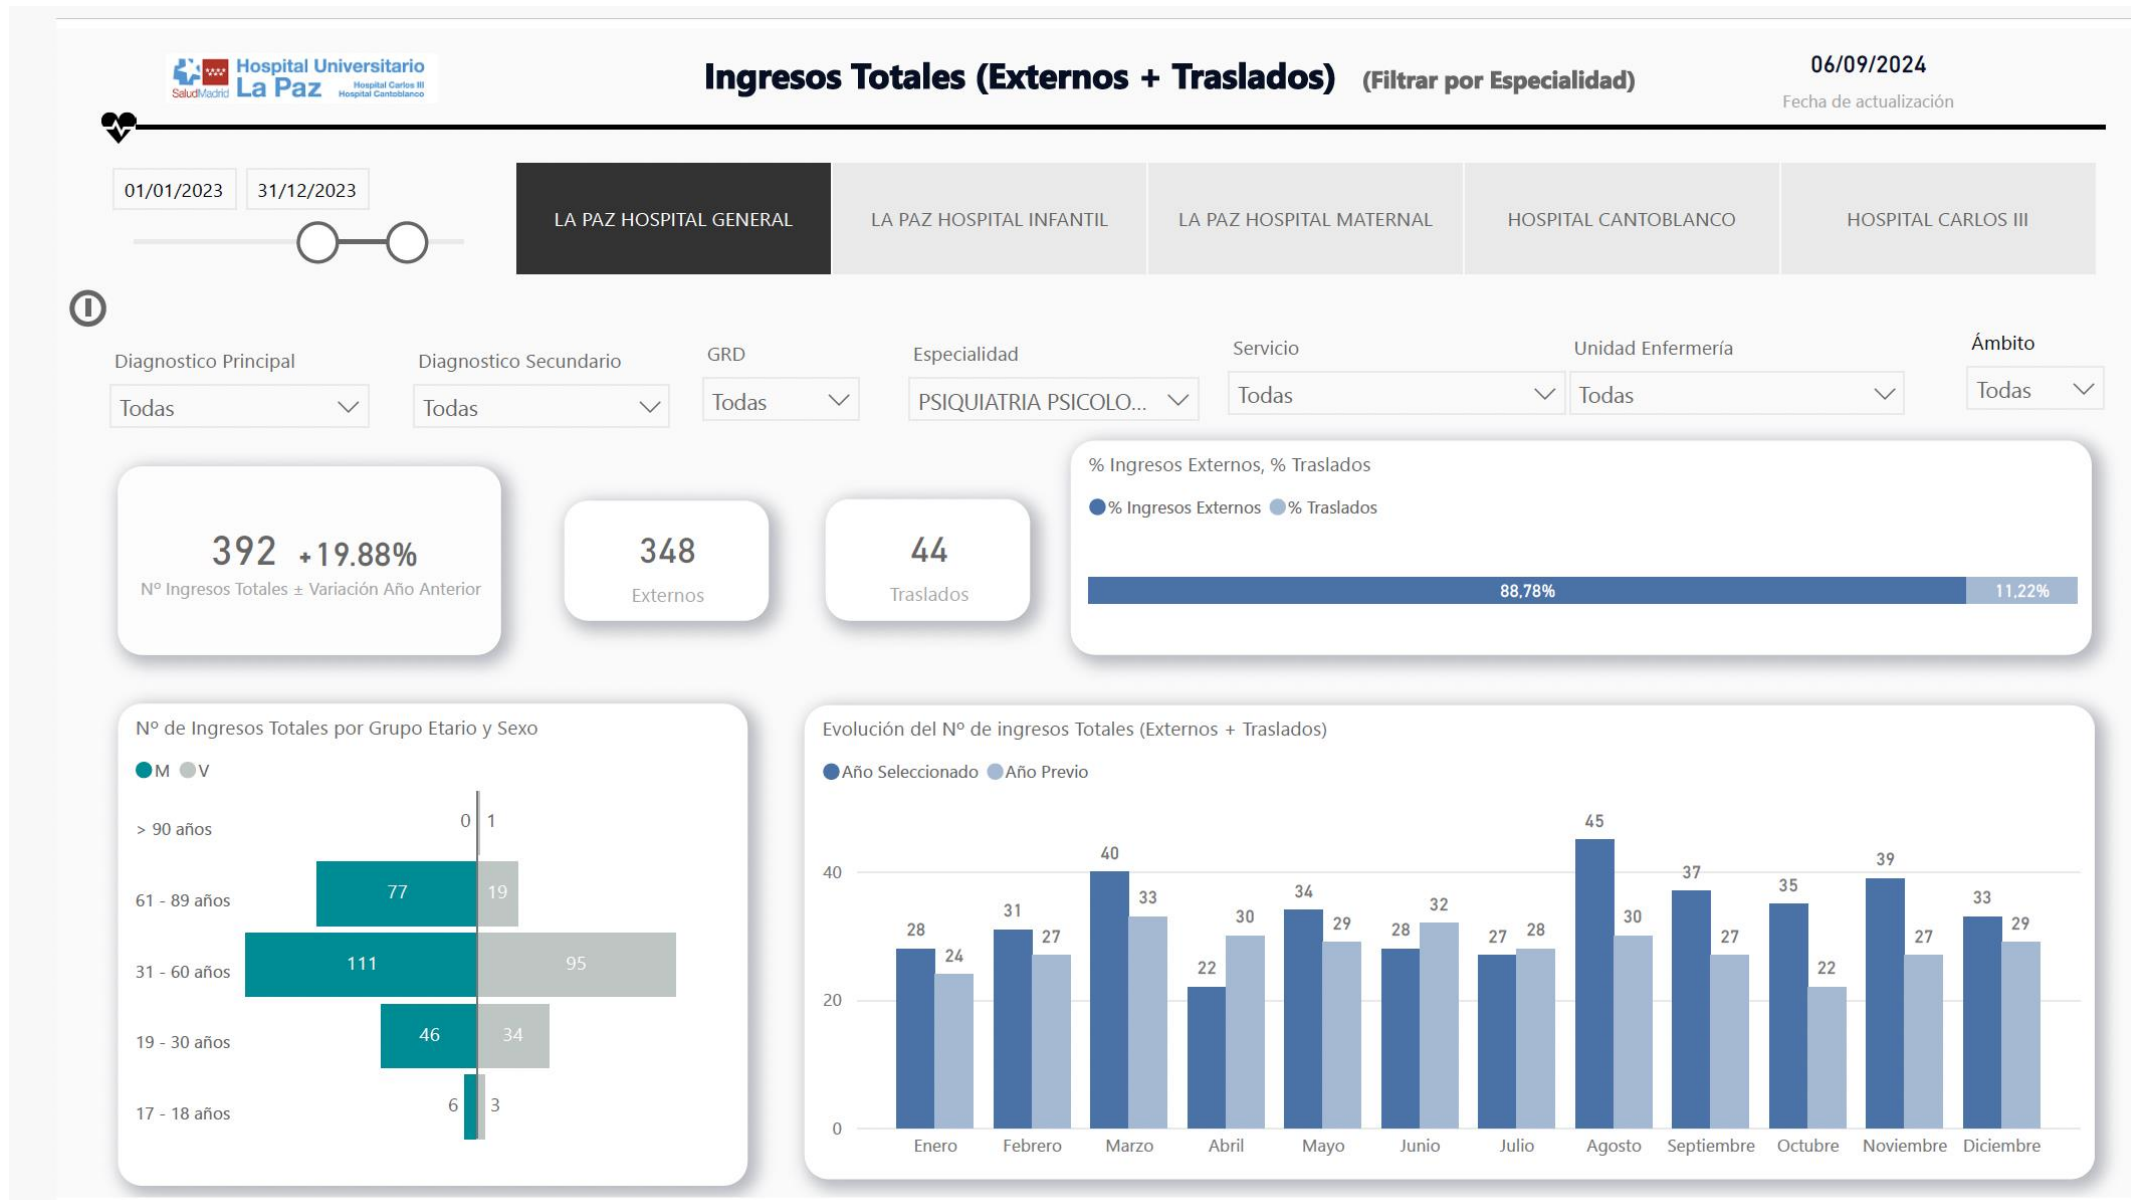 SaludMadrid
Hospital Universitario
La Paz
Hospital Carlos III
Hospital Cantoblanco
Ingresos Totales (Externos + Traslados) (Filtrar por Especialidad)
06/09/2024
Fecha de actualización
01/01/2023 31/12/2023
LA PAZ HOSPITAL GENERAL
LA PAZ HOSPITAL INFANTIL
LA PAZ HOSPITAL MATERNAL
HOSPITAL CANTOBLANCO
HOSPITAL CARLOS III
Diagnostico Principal
Todas
Diagnostico Secundario
Todas
GRD
Todas
Especialidad
PSIQUIATRIA PSICOLO...
Servicio
Todas
Unidad Enfermería
Todas
Ámbito
Todas
392 +19.88%
Nº Ingresos Totales ± Variación Año Anterior
348
Externos
44
Traslados
% Ingresos Externos, % Traslados
% Ingresos Externos % Traslados
88,78% 11,22%
Nº de Ingresos Totales por Grupo Etario y Sexo
M V
> 90 años 0 1
61 - 89 años 77 19
31 - 60 años 111 95
19 - 30 años 46 34
17 - 18 años 6 3
Evolución del Nº de ingresos Totales (Externos + Traslados)
Año Seleccionado Año Previo
40
20
0
28 24
31 27
40 33
22 30
34 29
28 32
27 28
45 30
37 27
35 22
39 27
33 29
Enero Febrero Marzo Abril Mayo Junio Julio Agosto Septiembre Octubre Noviembre Diciembre